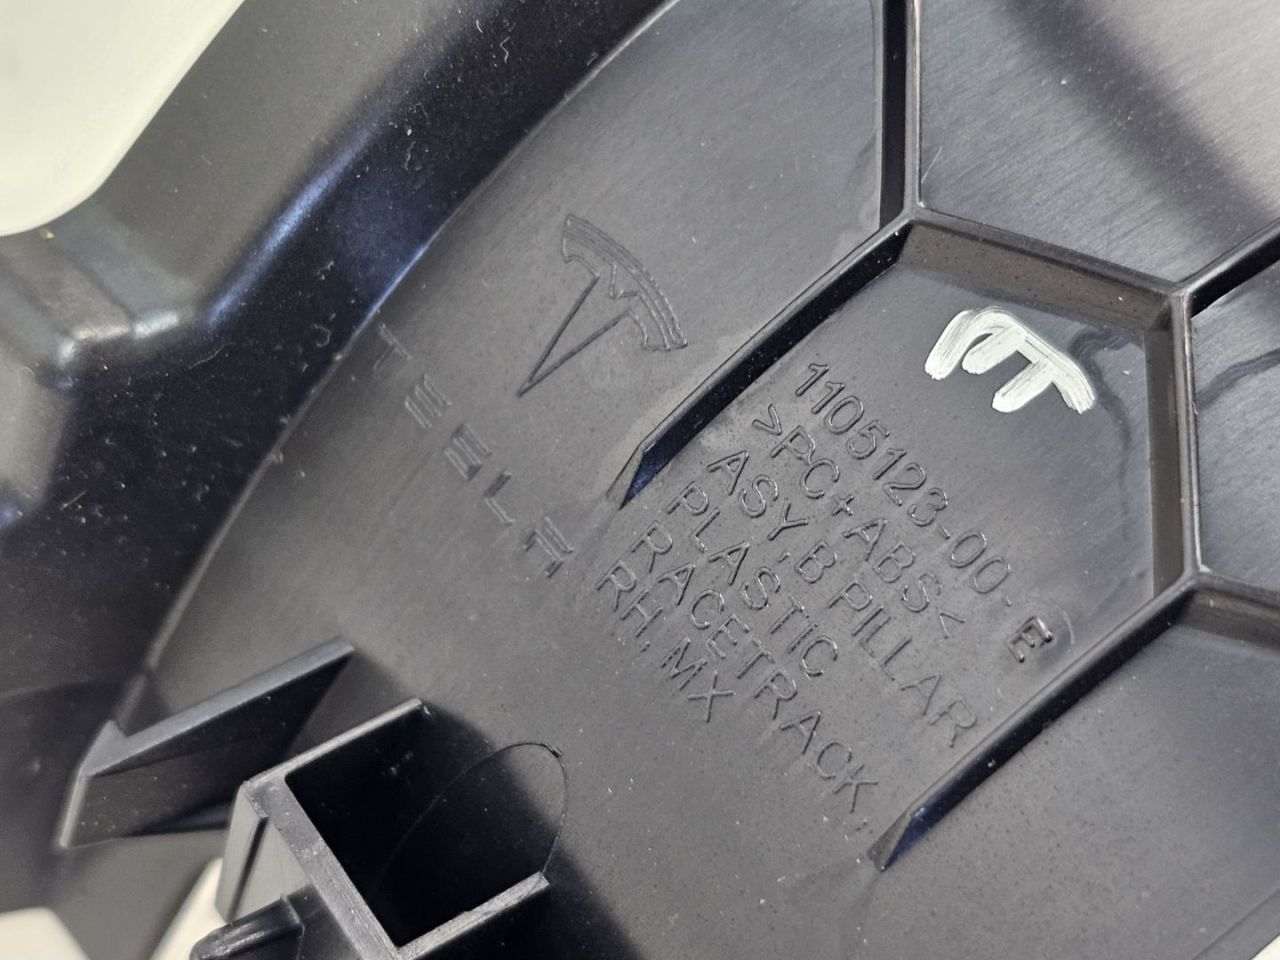 TESLA
1105123-00-E
>PC+ABS<
ASY, B PILLAR
PLASTIC
RACETRACK,
RH, MX